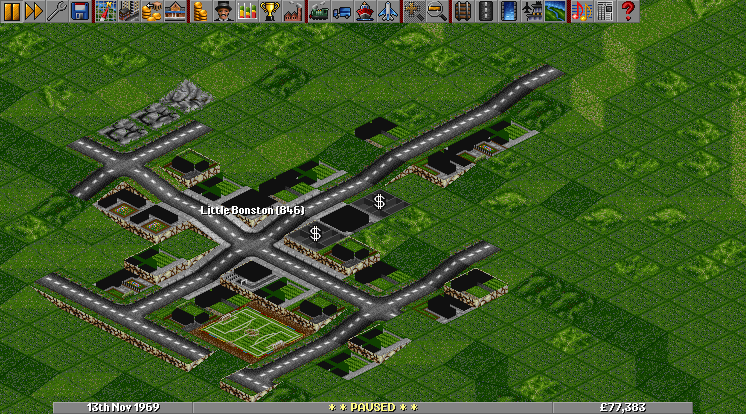 Little Bonston (846)
$
$
13th Nov 1969
* * PAUSED * *
£77,383